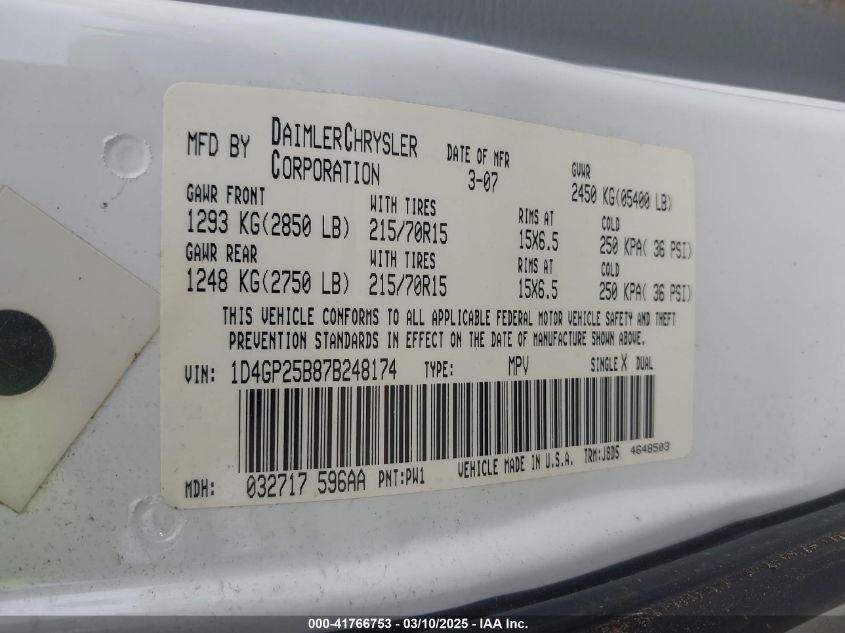 MFD BY DAIMLERCHRYSLER CORPORATION DATE OF MFR 3-07 GVWR 2450 KG(05400 LB)
GAWR FRONT WITH TIRES RIMS AT COLD
1293 KG(2850 LB) 215/70R15 15X6.5 250 KPA( 36 PSI)
GAWR REAR WITH TIRES RIMS AT COLD
1248 KG(2750 LB) 215/70R15 15X6.5 250 KPA( 36 PSI)
THIS VEHICLE CONFORMS TO ALL APPLICABLE FEDERAL MOTOR VEHICLE SAFETY AND THEFT
PREVENTION STANDARDS IN EFFECT ON THE DATE OF MANUFACTURE SHOWN ABOVE.
VIN: 1D4GP25B87B248174 TYPE: MPV SINGLE X DUAL
MDH: 032717 596AA PNT:PW1 VEHICLE MADE IN U.S.A. TRM:J8D5 4648503
000-41766753 — 03/10/2025 — IAAI - Insurance Auto Auctions, Inc.